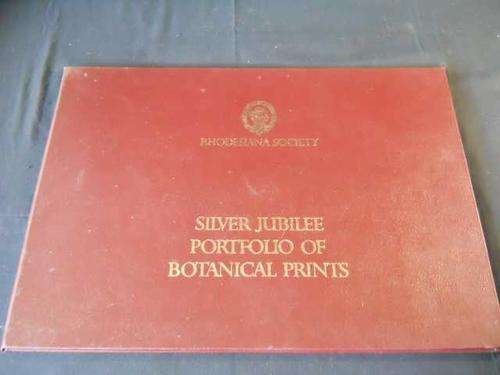 RHODESIANA SOCIETY
SILVER JUBILEE
PORTFOLIO OF
BOTANICAL PRINTS